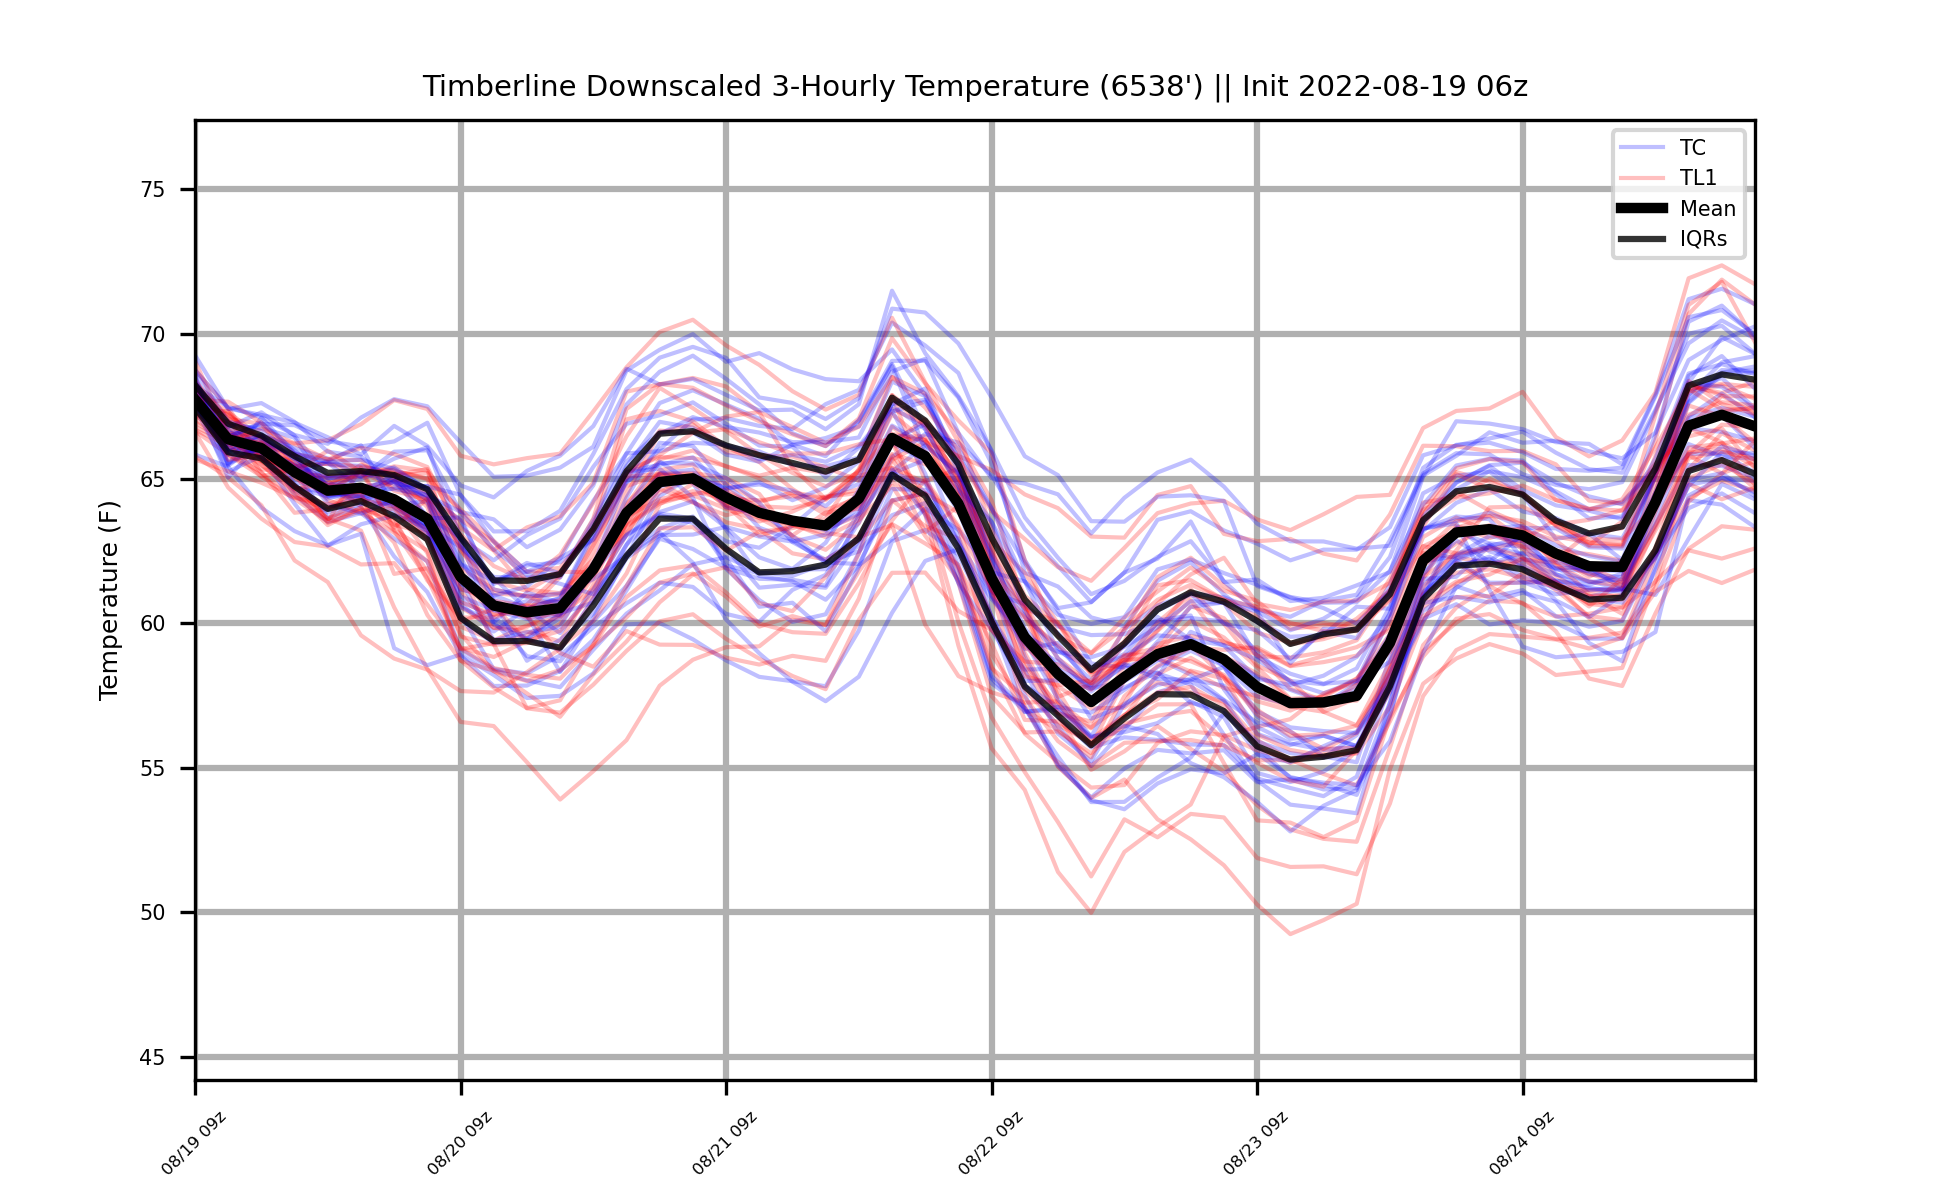 Timberline Downscaled 3-Hourly Temperature (6538') || Init 2022-08-19 06z
TC
TL1
Mean
IQRs
Temperature (F)
75
70
65
60
55
50
45
08/19 09z
08/20 09z
08/21 09z
08/22 09z
08/23 09z
08/24 09z